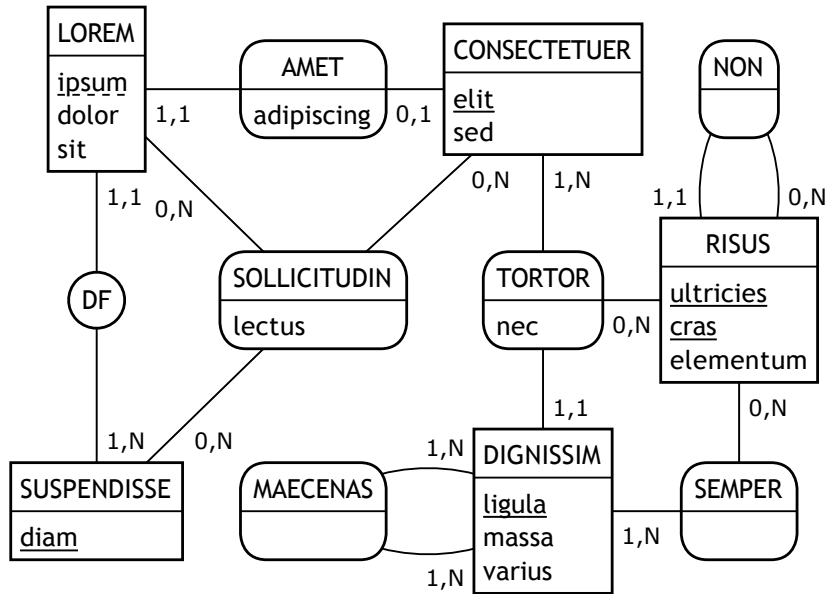 LOREM
ipsum
dolor
sit
AMET
adipiscing
CONSECTETUER
elit
sed
NON
1,1
0,1
1,1
0,N
0,N
1,N
1,1
0,N
DF
SOLLICITUDIN
lectus
TORTOR
nec
RISUS
ultricies
cras
elementum
0,N
1,N
0,N
1,1
0,N
SUSPENDISSE
diam
MAECENAS
1,N
1,N
DIGNISSIM
ligula
massa
varius
1,N
SEMPER